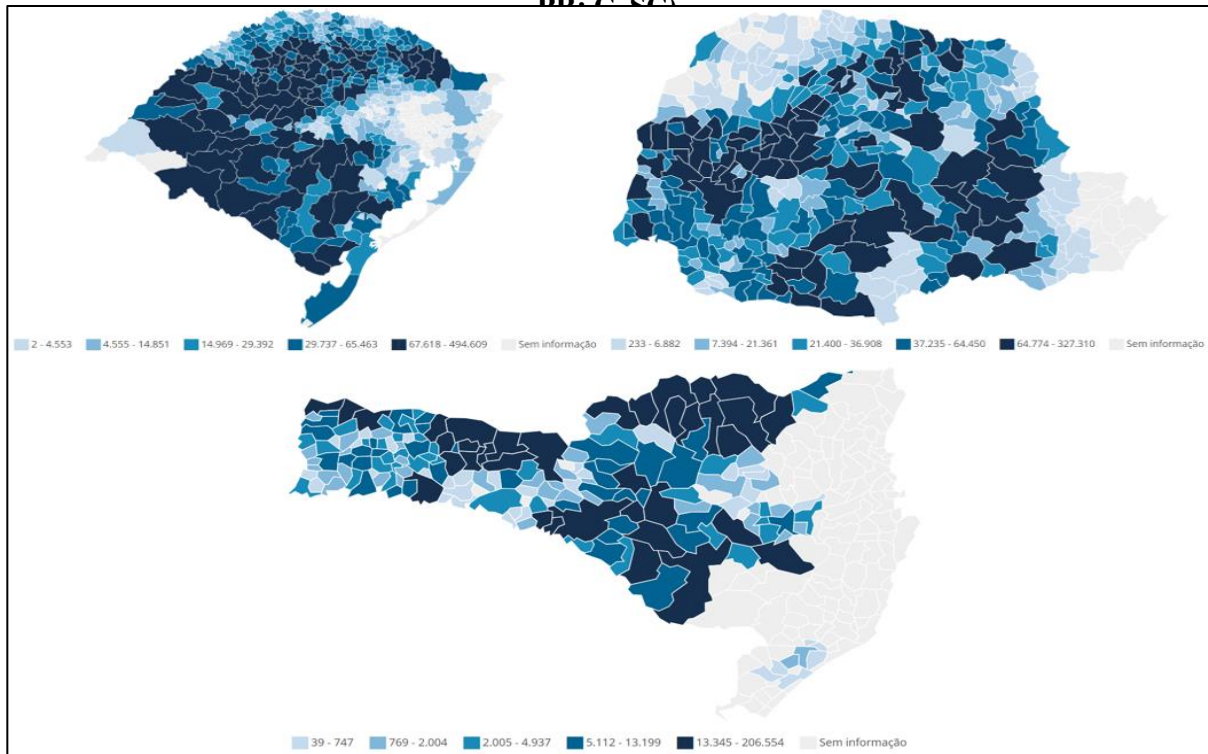 2 - 4.553 4.555 - 14.851 14.969 - 29.392 29.737 - 65.463 67.618 - 494.609 Sem informação 233 - 6.882 7.394 - 21.361 21.400 - 36.908 37.235 - 64.450 64.774 - 327.310 Sem informação
39 - 747 769 - 2.004 2.005 - 4.937 5.112 - 13.199 13.345 - 206.554 Sem informação